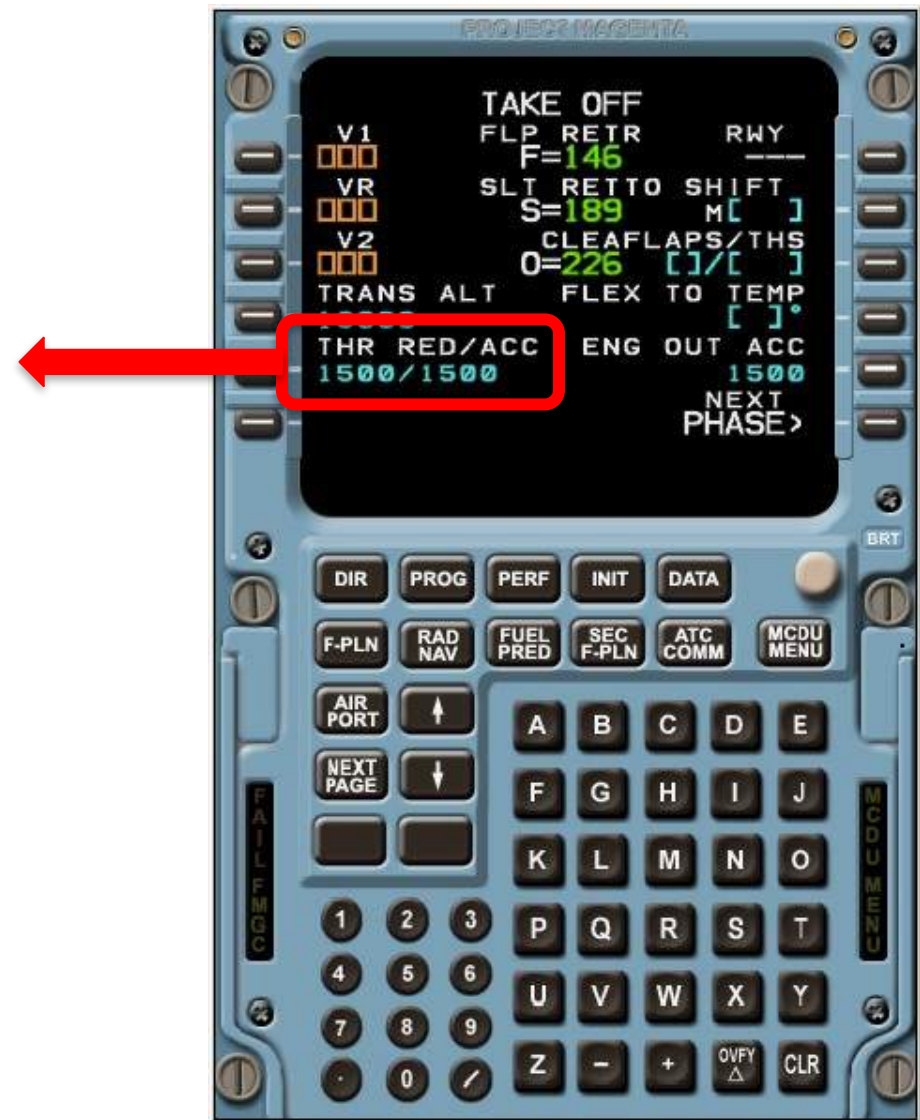 PROJECT MAGENTA
TAKE OFF
V1 FLP RETR RWY
□□□ F=146 ---
VR SLT RETTO SHIFT
□□□ S=189 M[ ]
V2 CLEAFLAPS/THS
□□□ O=226 []/[ ]
TRANS ALT FLEX TO TEMP
[ ]°
THR RED/ACC ENG OUT ACC
1500/1500 1500
NEXT
PHASE>
BRT
DIR PROG PERF INIT DATA
F-PLN RAD NAV FUEL PRED SEC F-PLN ATC COMM MCDU MENU
AIR PORT ↑ A B C D E
NEXT PAGE ↓ F G H I J
K L M N O
1 2 3 P Q R S T
4 5 6 U V W X Y
7 8 9 Z - + OVFY Δ CLR
. 0 /
FAIL FMGC
MCDU MENU